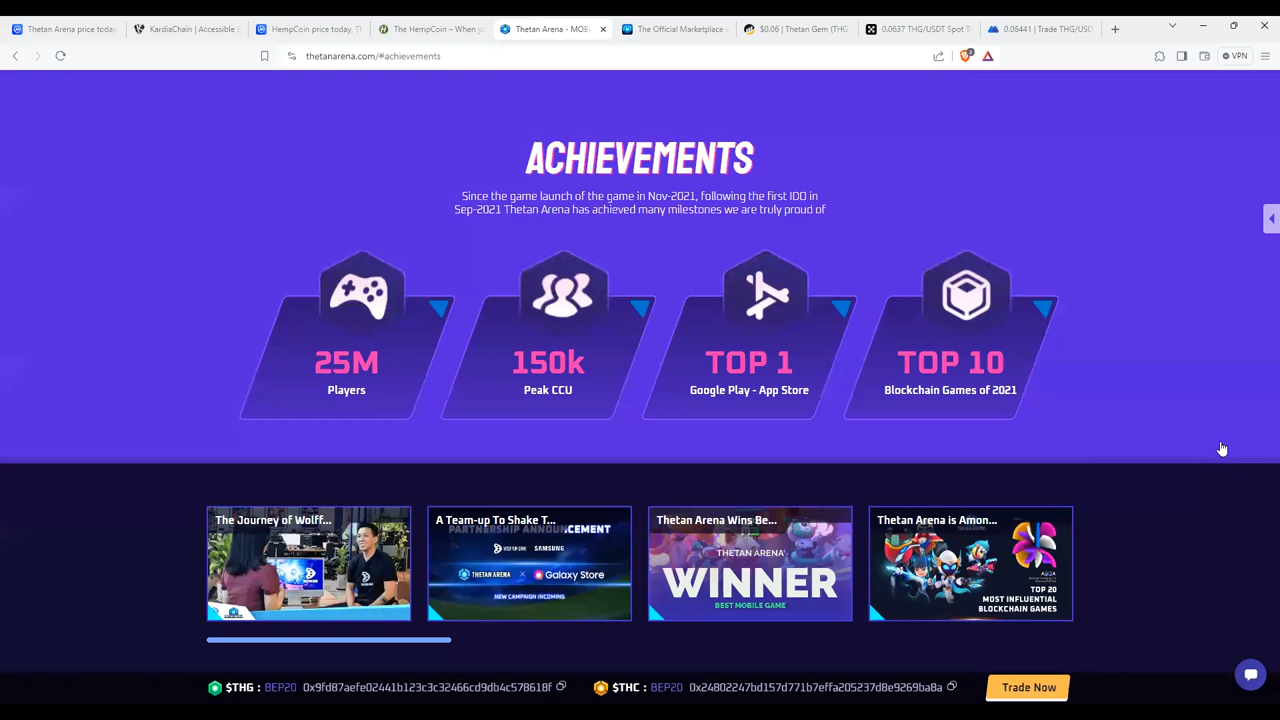 Thetan Arena price today
KardiaChain | Accessible t
HempCoin price today, T
The HempCoin – When y
Thetan Arena - MOB
The Official Marketplace
$0.06 | Thetan Gem (THG
0.0637 THG/USDT Spot T
0.06441 | Trade THG/USD
thetanarena.com/#achievements
VPN
ACHIEVEMENTS
Since the game launch of the game in Nov-2021, following the first IDO in
Sep-2021 Thetan Arena has achieved many milestones we are truly proud of
25M
Players
150k
Peak CCU
TOP 1
Google Play - App Store
TOP 10
Blockchain Games of 2021
The Journey of Wolff...
A Team-up To Shake T...
PARTNERSHIP ANNOUNCEMENT
SAMSUNG
THETAN ARENA × Galaxy Store
NEW CAMPAIGN INCOMING
Thetan Arena Wins Be...
THETAN ARENA
WINNER
BEST MOBILE GAME
Thetan Arena is Amon...
TOP 20
MOST INFLUENTIAL
BLOCKCHAIN GAMES
$THG : BEP20 0x9fd87aefe02441b123c3c32466cd9db4c578618f
$THC : BEP20 0x24802247bd157d771b7effa205237d8e9269ba8a
Trade Now